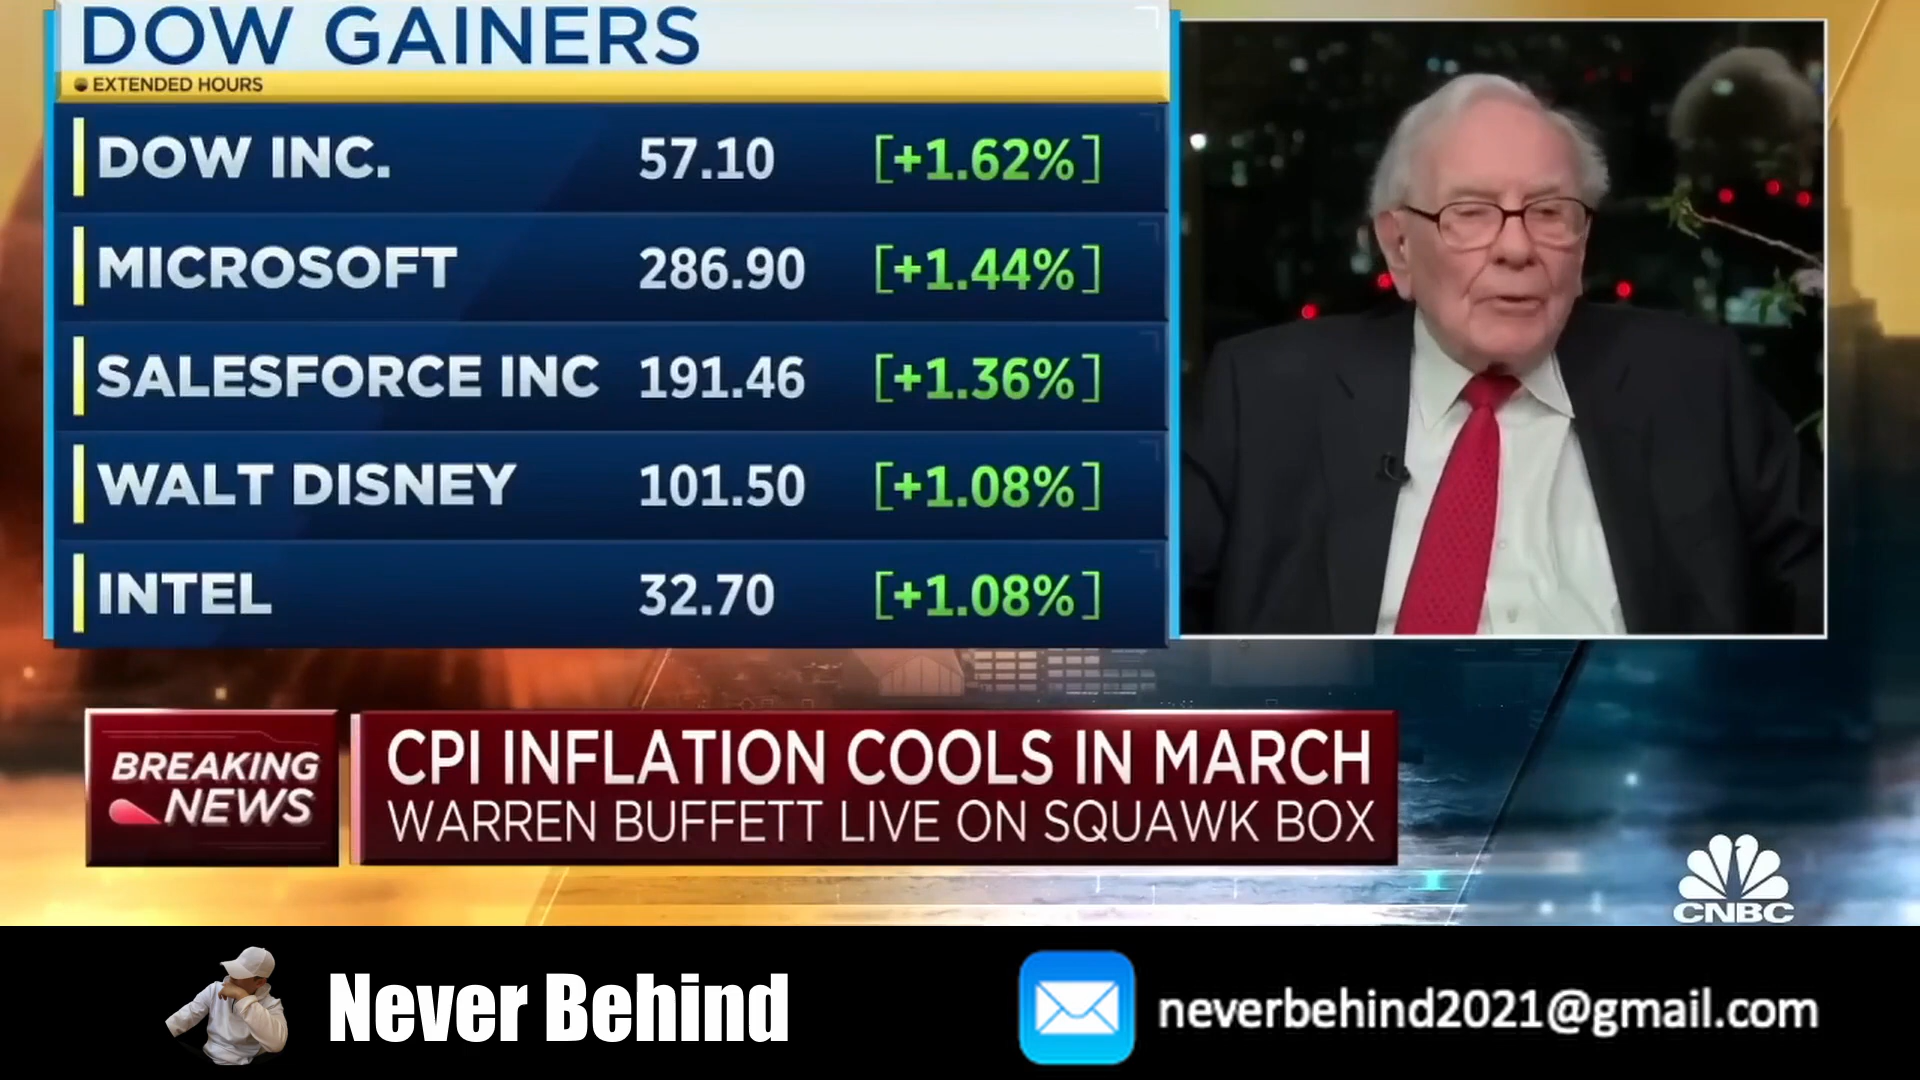 DOW GAINERS
EXTENDED HOURS
DOW INC. 57.10 [+1.62%]
MICROSOFT 286.90 [+1.44%]
SALESFORCE INC 191.46 [+1.36%]
WALT DISNEY 101.50 [+1.08%]
INTEL 32.70 [+1.08%]
BREAKING
NEWS
CPI INFLATION COOLS IN MARCH
WARREN BUFFETT LIVE ON SQUAWK BOX
CNBC
Never Behind
neverbehind2021@gmail.com